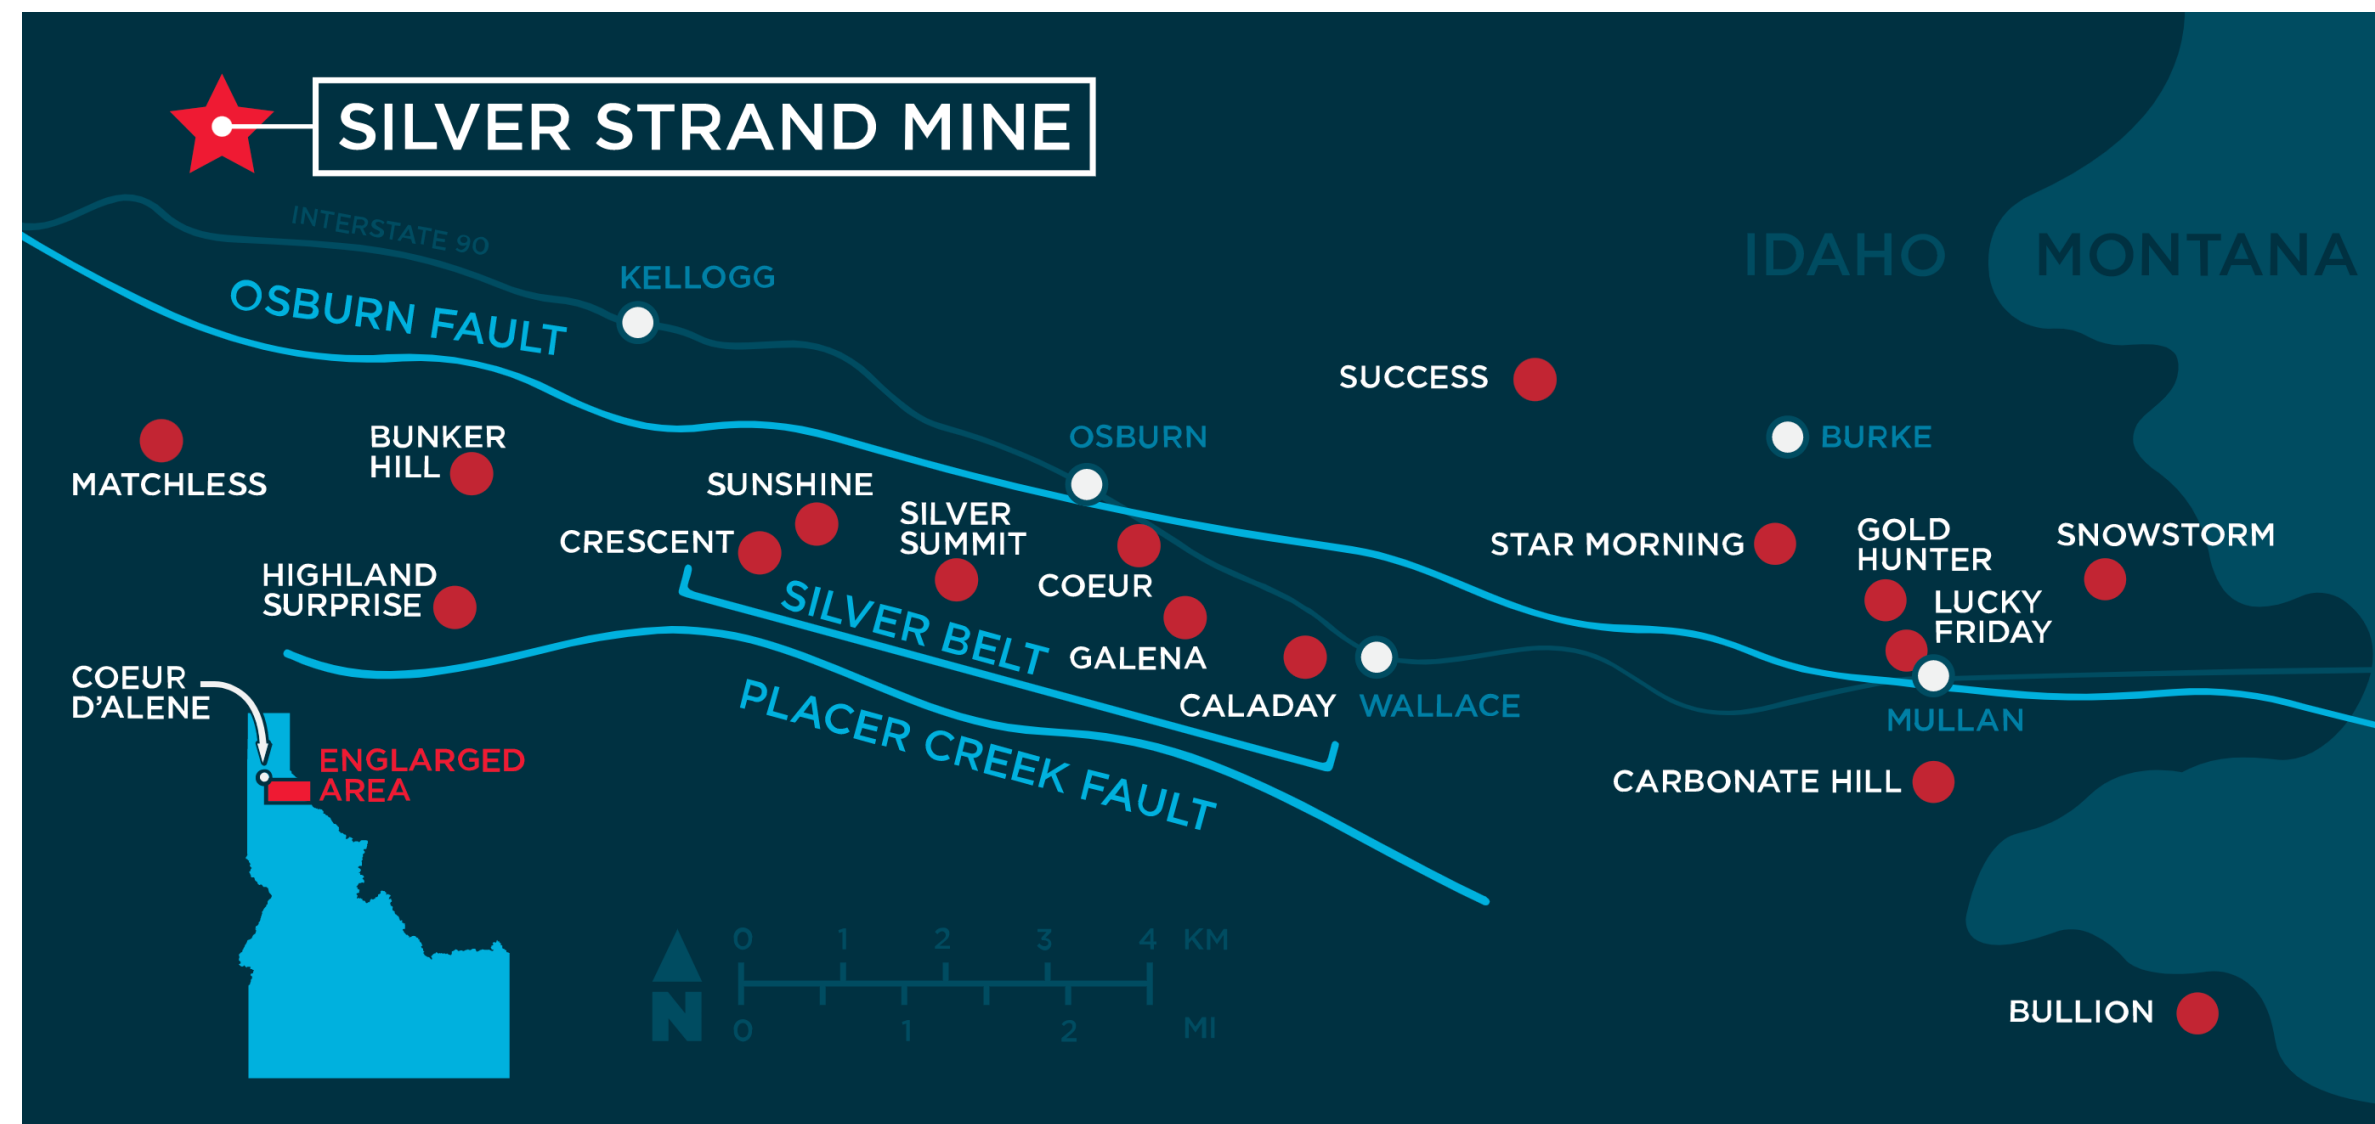 SILVER STRAND MINE
INTERSTATE 90
KELLOGG
OSBURN FAULT
IDAHO
MONTANA
SUCCESS
OSBURN
BURKE
MATCHLESS
BUNKER
HILL
SUNSHINE
SILVER
SUMMIT
CRESCENT
COEUR
STAR MORNING
GOLD
HUNTER
SNOWSTORM
HIGHLAND
SURPRISE
SILVER BELT
LUCKY
FRIDAY
GALENA
COEUR
D'ALENE
PLACER CREEK FAULT
CALADAY
WALLACE
MULLAN
ENGLARGED
AREA
CARBONATE HILL
0 1 2 3 4 KM
N
0 1 2 MI
BULLION